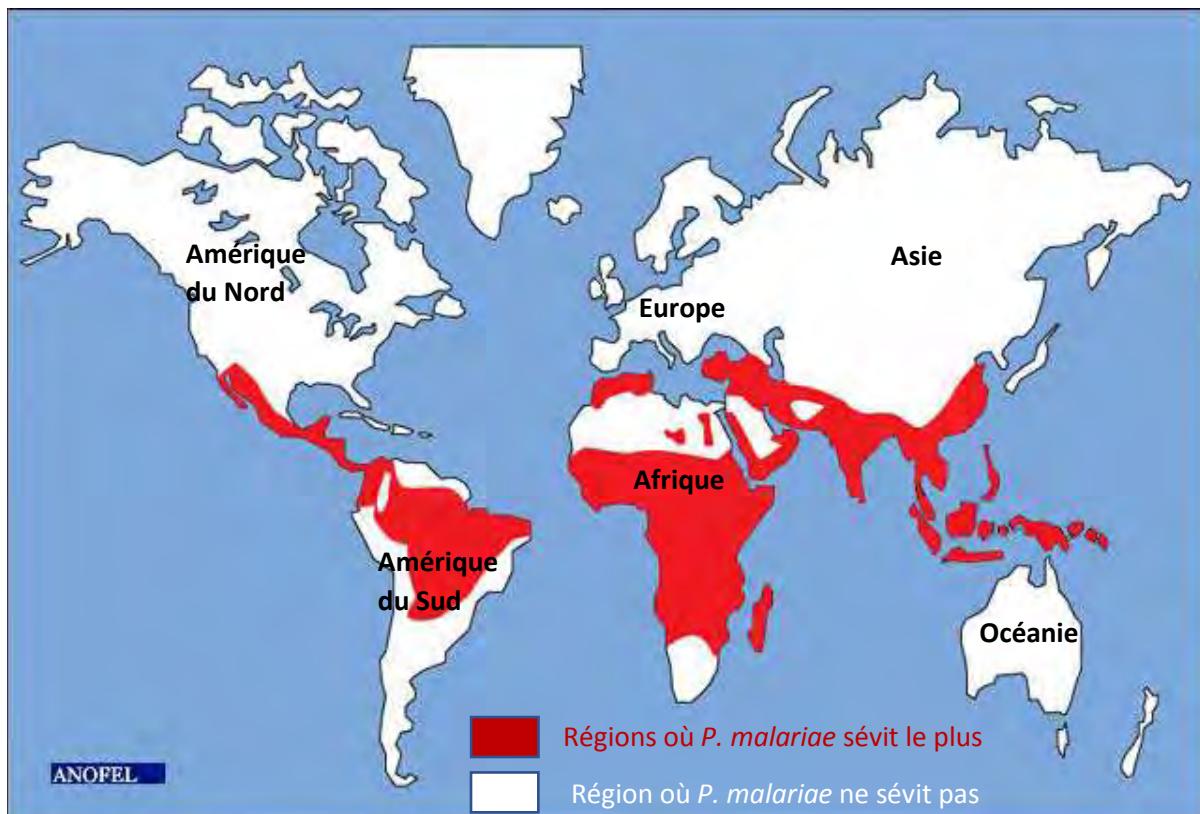 Amérique
du Nord
Europe
Asie
Afrique
Amérique
du Sud
Océanie
Régions où P. malariae sévit le plus
Région où P. malariae ne sévit pas
ANOFEL